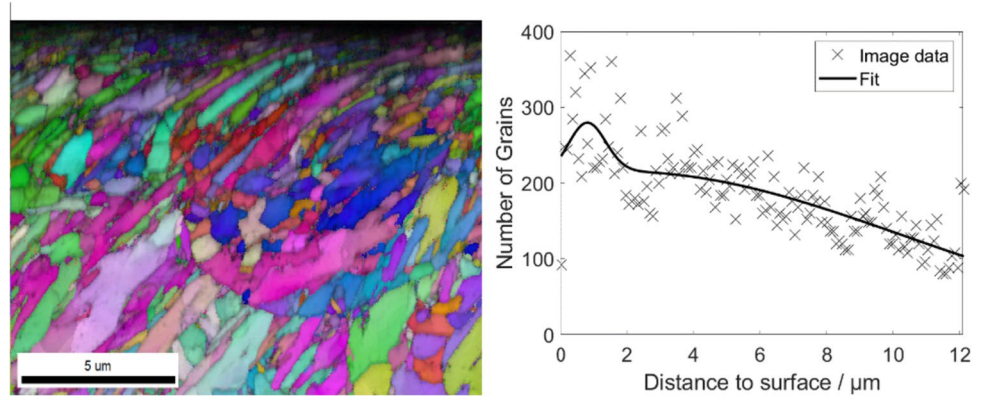 5 um
400
300
200
100
0
Number of Grains
Image data
Fit
0 2 4 6 8 10 12
Distance to surface / µm